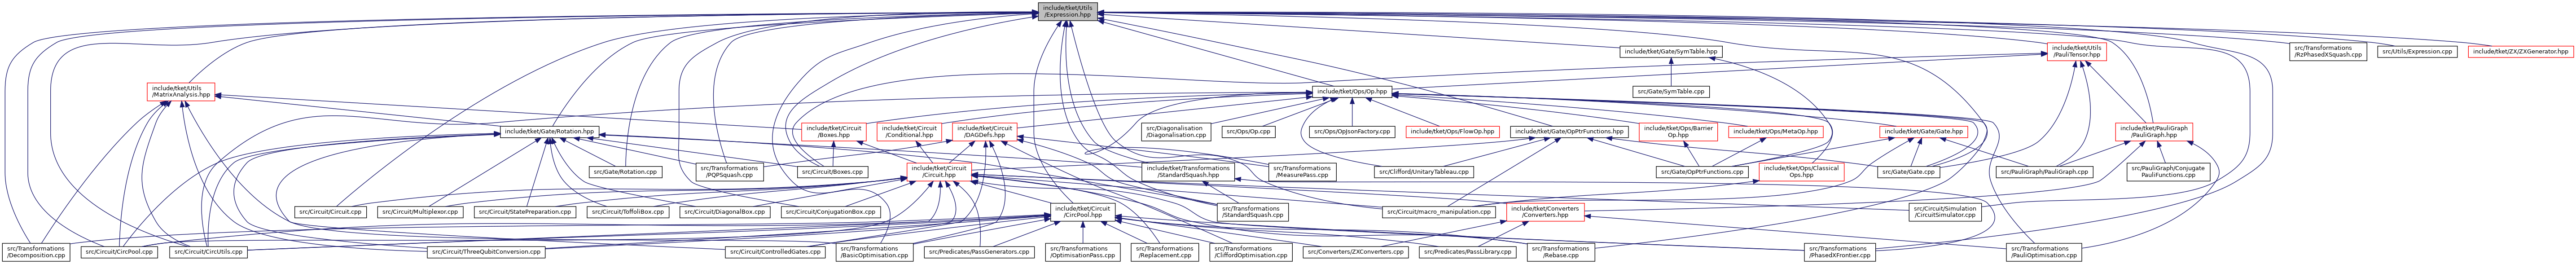 include/tket/Utils
/Expression.hpp
include/tket/Gate/SymTable.hpp
include/tket/Utils
/PauliTensor.hpp
src/Transformations
/RzPhasedXSquash.cpp
src/Utils/Expression.cpp
include/tket/ZX/ZXGenerator.hpp
include/tket/Utils
/MatrixAnalysis.hpp
include/tket/Ops/Op.hpp
src/Gate/SymTable.cpp
include/tket/Gate/Rotation.hpp
include/tket/Circuit
/Boxes.hpp
include/tket/Circuit
/Conditional.hpp
include/tket/Circuit
/DAGDefs.hpp
src/Diagonalisation
/Diagonalisation.cpp
src/Ops/Op.cpp
src/Ops/OpJsonFactory.cpp
include/tket/Ops/FlowOp.hpp
include/tket/Gate/OpPtrFunctions.hpp
include/tket/Ops/Barrier
Op.hpp
include/tket/Ops/MetaOp.hpp
include/tket/Gate/Gate.hpp
include/tket/PauliGraph
/PauliGraph.hpp
src/Gate/Rotation.cpp
src/Transformations
/PQPSquash.cpp
src/Circuit/Boxes.cpp
include/tket/Circuit
/Circuit.hpp
include/tket/Transformations
/StandardSquash.hpp
src/Transformations
/MeasurePass.cpp
src/Clifford/UnitaryTableau.cpp
src/Gate/OpPtrFunctions.cpp
include/tket/Ops/Classical
Ops.hpp
src/Gate/Gate.cpp
src/PauliGraph/PauliGraph.cpp
src/PauliGraph/Conjugate
PauliFunctions.cpp
src/Circuit/Circuit.cpp
src/Circuit/Multiplexor.cpp
src/Circuit/StatePreparation.cpp
src/Circuit/ToffoliBox.cpp
src/Circuit/DiagonalBox.cpp
src/Circuit/ConjugationBox.cpp
include/tket/Circuit
/CircPool.hpp
src/Transformations
/StandardSquash.cpp
src/Circuit/macro_manipulation.cpp
include/tket/Converters
/Converters.hpp
src/Circuit/Simulation
/CircuitSimulator.cpp
src/Transformations
/Decomposition.cpp
src/Circuit/CircPool.cpp
src/Circuit/CircUtils.cpp
src/Circuit/ThreeQubitConversion.cpp
src/Circuit/ControlledGates.cpp
src/Transformations
/BasicOptimisation.cpp
src/Predicates/PassGenerators.cpp
src/Transformations
/OptimisationPass.cpp
src/Transformations
/Replacement.cpp
src/Transformations
/CliffordOptimisation.cpp
src/Converters/ZXConverters.cpp
src/Predicates/PassLibrary.cpp
src/Transformations
/Rebase.cpp
src/Transformations
/PhasedXFrontier.cpp
src/Transformations
/PauliOptimisation.cpp